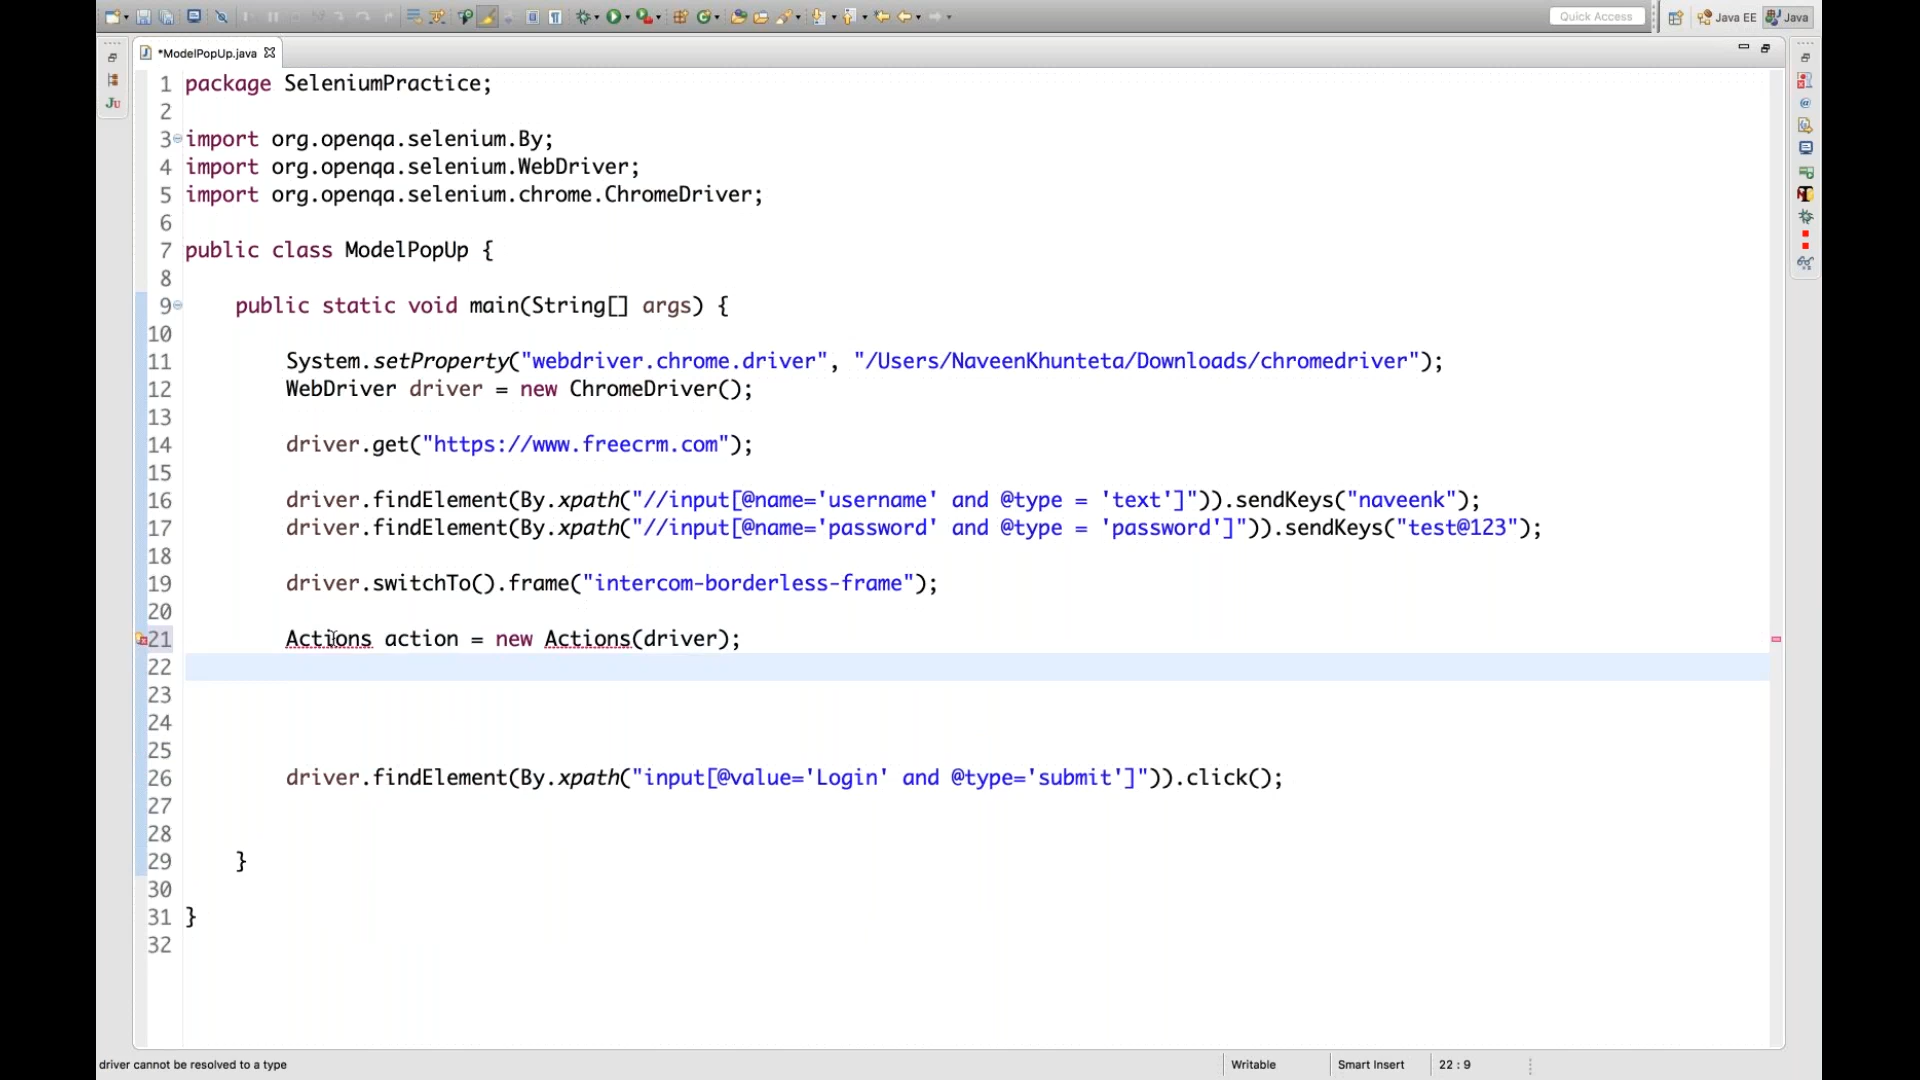 Quick Access
Java EE
Java
*ModelPopUp.java
Ju
1 package SeleniumPractice;
2
3 import org.openqa.selenium.By;
4 import org.openqa.selenium.WebDriver;
5 import org.openqa.selenium.chrome.ChromeDriver;
6
7 public class ModelPopUp {
8
9 public static void main(String[] args) {
10
11 System.setProperty("webdriver.chrome.driver", "/Users/NaveenKhunteta/Downloads/chromedriver");
12 WebDriver driver = new ChromeDriver();
13
14 driver.get("https://www.freecrm.com");
15
16 driver.findElement(By.xpath("//input[@name='username' and @type = 'text']")).sendKeys("naveenk");
17 driver.findElement(By.xpath("//input[@name='password' and @type = 'password']")).sendKeys("test@123");
18
19 driver.switchTo().frame("intercom-borderless-frame");
20
21 Actions action = new Actions(driver);
22
23
24
25
26 driver.findElement(By.xpath("input[@value='Login' and @type='submit']")).click();
27
28
29 }
30
31 }
32
driver cannot be resolved to a type
Writable
Smart Insert
22 : 9